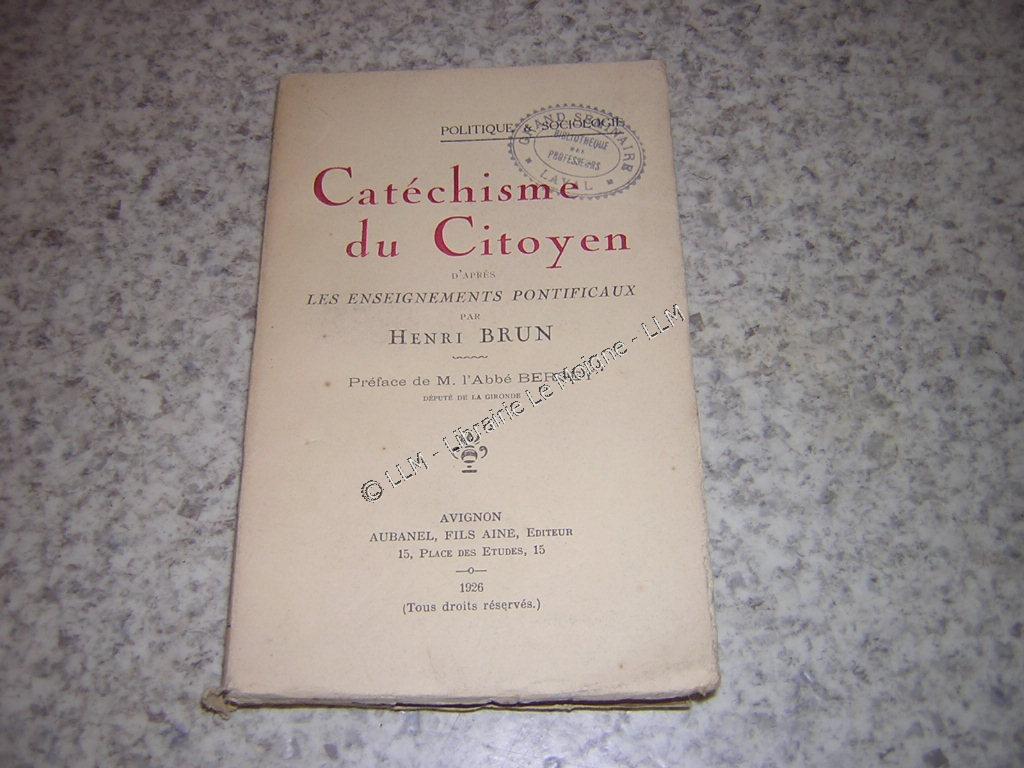 POLITIQUE & SOCIOLOGIE
GRAND SEMINAIRE
BIBLIOTHEQUE
DES
PROFESSEURS
LAVAL
Catéchisme
du Citoyen
D'APRÈS
LES ENSEIGNEMENTS PONTIFICAUX
PAR
HENRI BRUN
Préface de M. l'Abbé
DÉPUTÉ DE LA GIRONDE
© LLM - Librairie Le Moigne - LLM
AVIGNON
AUBANEL, FILS AINE, EDITEUR
15, PLACE DES ETUDES, 15
—o—
1926
(Tous droits réservés.)